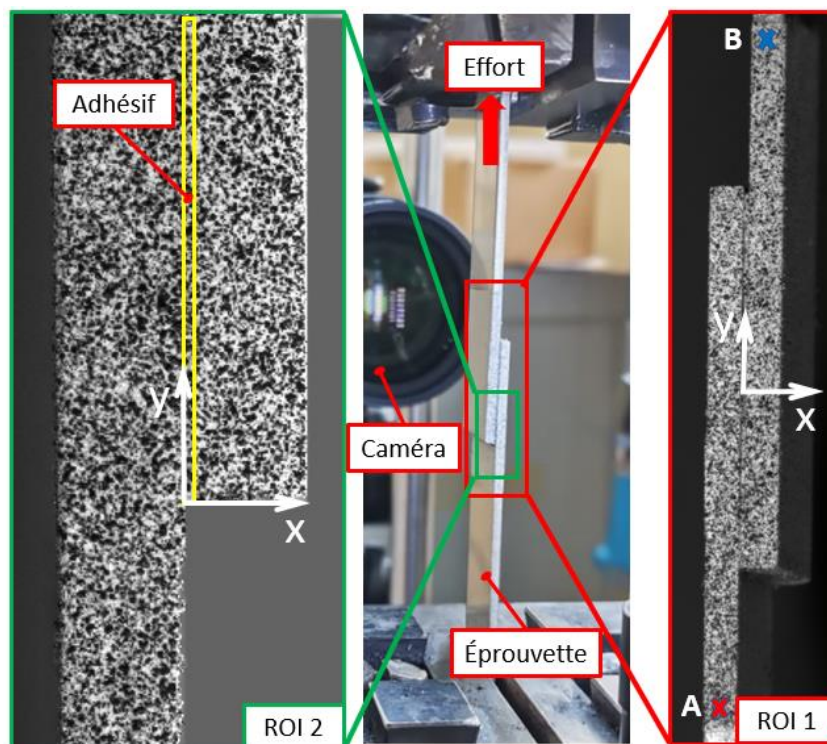 Adhésif
y
x
ROI 2
Effort
Caméra
Éprouvette
B
y
x
A
ROI 1